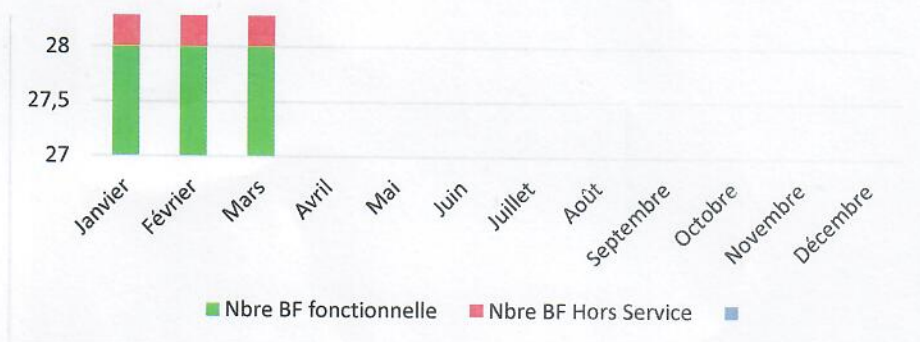 28
27,5
27
Janvier Février Mars Avril Mai Juin Juillet Août Septembre Octobre Novembre Décembre
Nbre BF fonctionnelle Nbre BF Hors Service